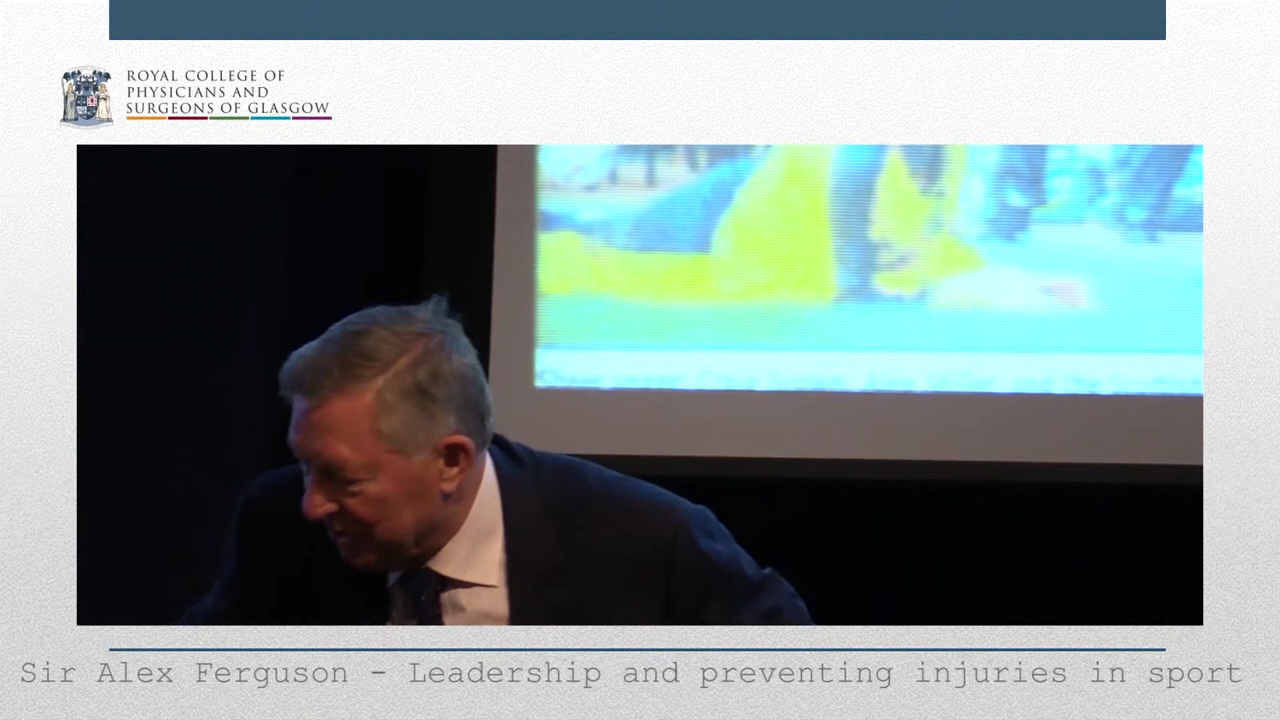 ROYAL COLLEGE OF
PHYSICIANS AND
SURGEONS OF GLASGOW
Sir Alex Ferguson - Leadership and preventing injuries in sport